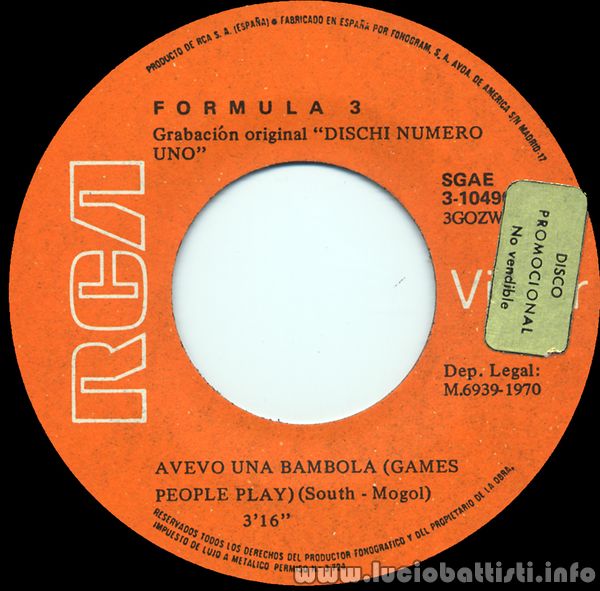 PRODUCTO DE RCA S. A. (ESPAÑA) ● FABRICADO EN ESPAÑA POR FONOGRAM, S. A. AVDA. DE AMERICA S/N MADRID-17
FORMULA 3
Grabación original "DISCHI NUMERO
UNO"
SGAE
3-1049
3GOZW
RCA
DISCO
PROMOCIONAL
No vendible
Dep. Legal:
M.6939-1970
AVEVO UNA BAMBOLA (GAMES
PEOPLE PLAY) (South - Mogol)
3'16"
RESERVADOS TODOS LOS DERECHOS DEL PRODUCTOR FONOGRAFICO Y DEL PROPIETARIO DE LA OBRA,
IMPUESTO DE LUJO A METALICO PERMISO N.
www.luciobattisti.info